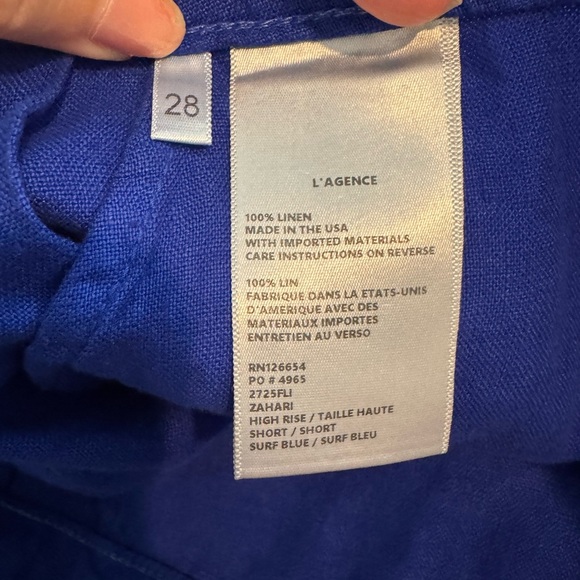 28
L'AGENCE
100% LINEN
MADE IN THE USA
WITH IMPORTED MATERIALS
CARE INSTRUCTIONS ON REVERSE
100% LIN
FABRIQUE DANS LA ETATS-UNIS
D'AMERIQUE AVEC DES
MATERIAUX IMPORTES
ENTRETIEN AU VERSO
RN126654
PO # 4965
2725FLI
ZAHARI
HIGH RISE / TAILLE HAUTE
SHORT / SHORT
SURF BLUE / SURF BLEU